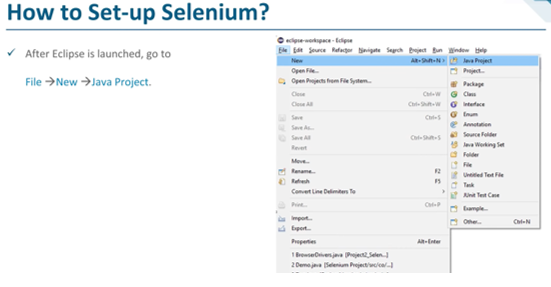 How to Set-up Selenium?
✓ After Eclipse is launched, go to
File →New →Java Project.
eclipse-workspace - Eclipse
File Edit Source Refactor Navigate Search Project Run Window Help
New Alt+Shift+N
Open File...
Open Projects from File System...
Close Ctrl+W
Close All Ctrl+Shift+W
Save Ctrl+S
Save As...
Save All Ctrl+Shift+S
Revert
Move...
Rename... F2
Refresh F5
Convert Line Delimiters To
Print... Ctrl+P
Import...
Export...
Properties Alt+Enter
1 BrowserDrivers.java [Project2_Selen...]
2 Demo.java [Selenium Project/src/co/...]
Java Project
Project...
Package
Class
Interface
Enum
Annotation
Source Folder
Java Working Set
Folder
File
Untitled Text File
Task
JUnit Test Case
Example...
Other... Ctrl+N